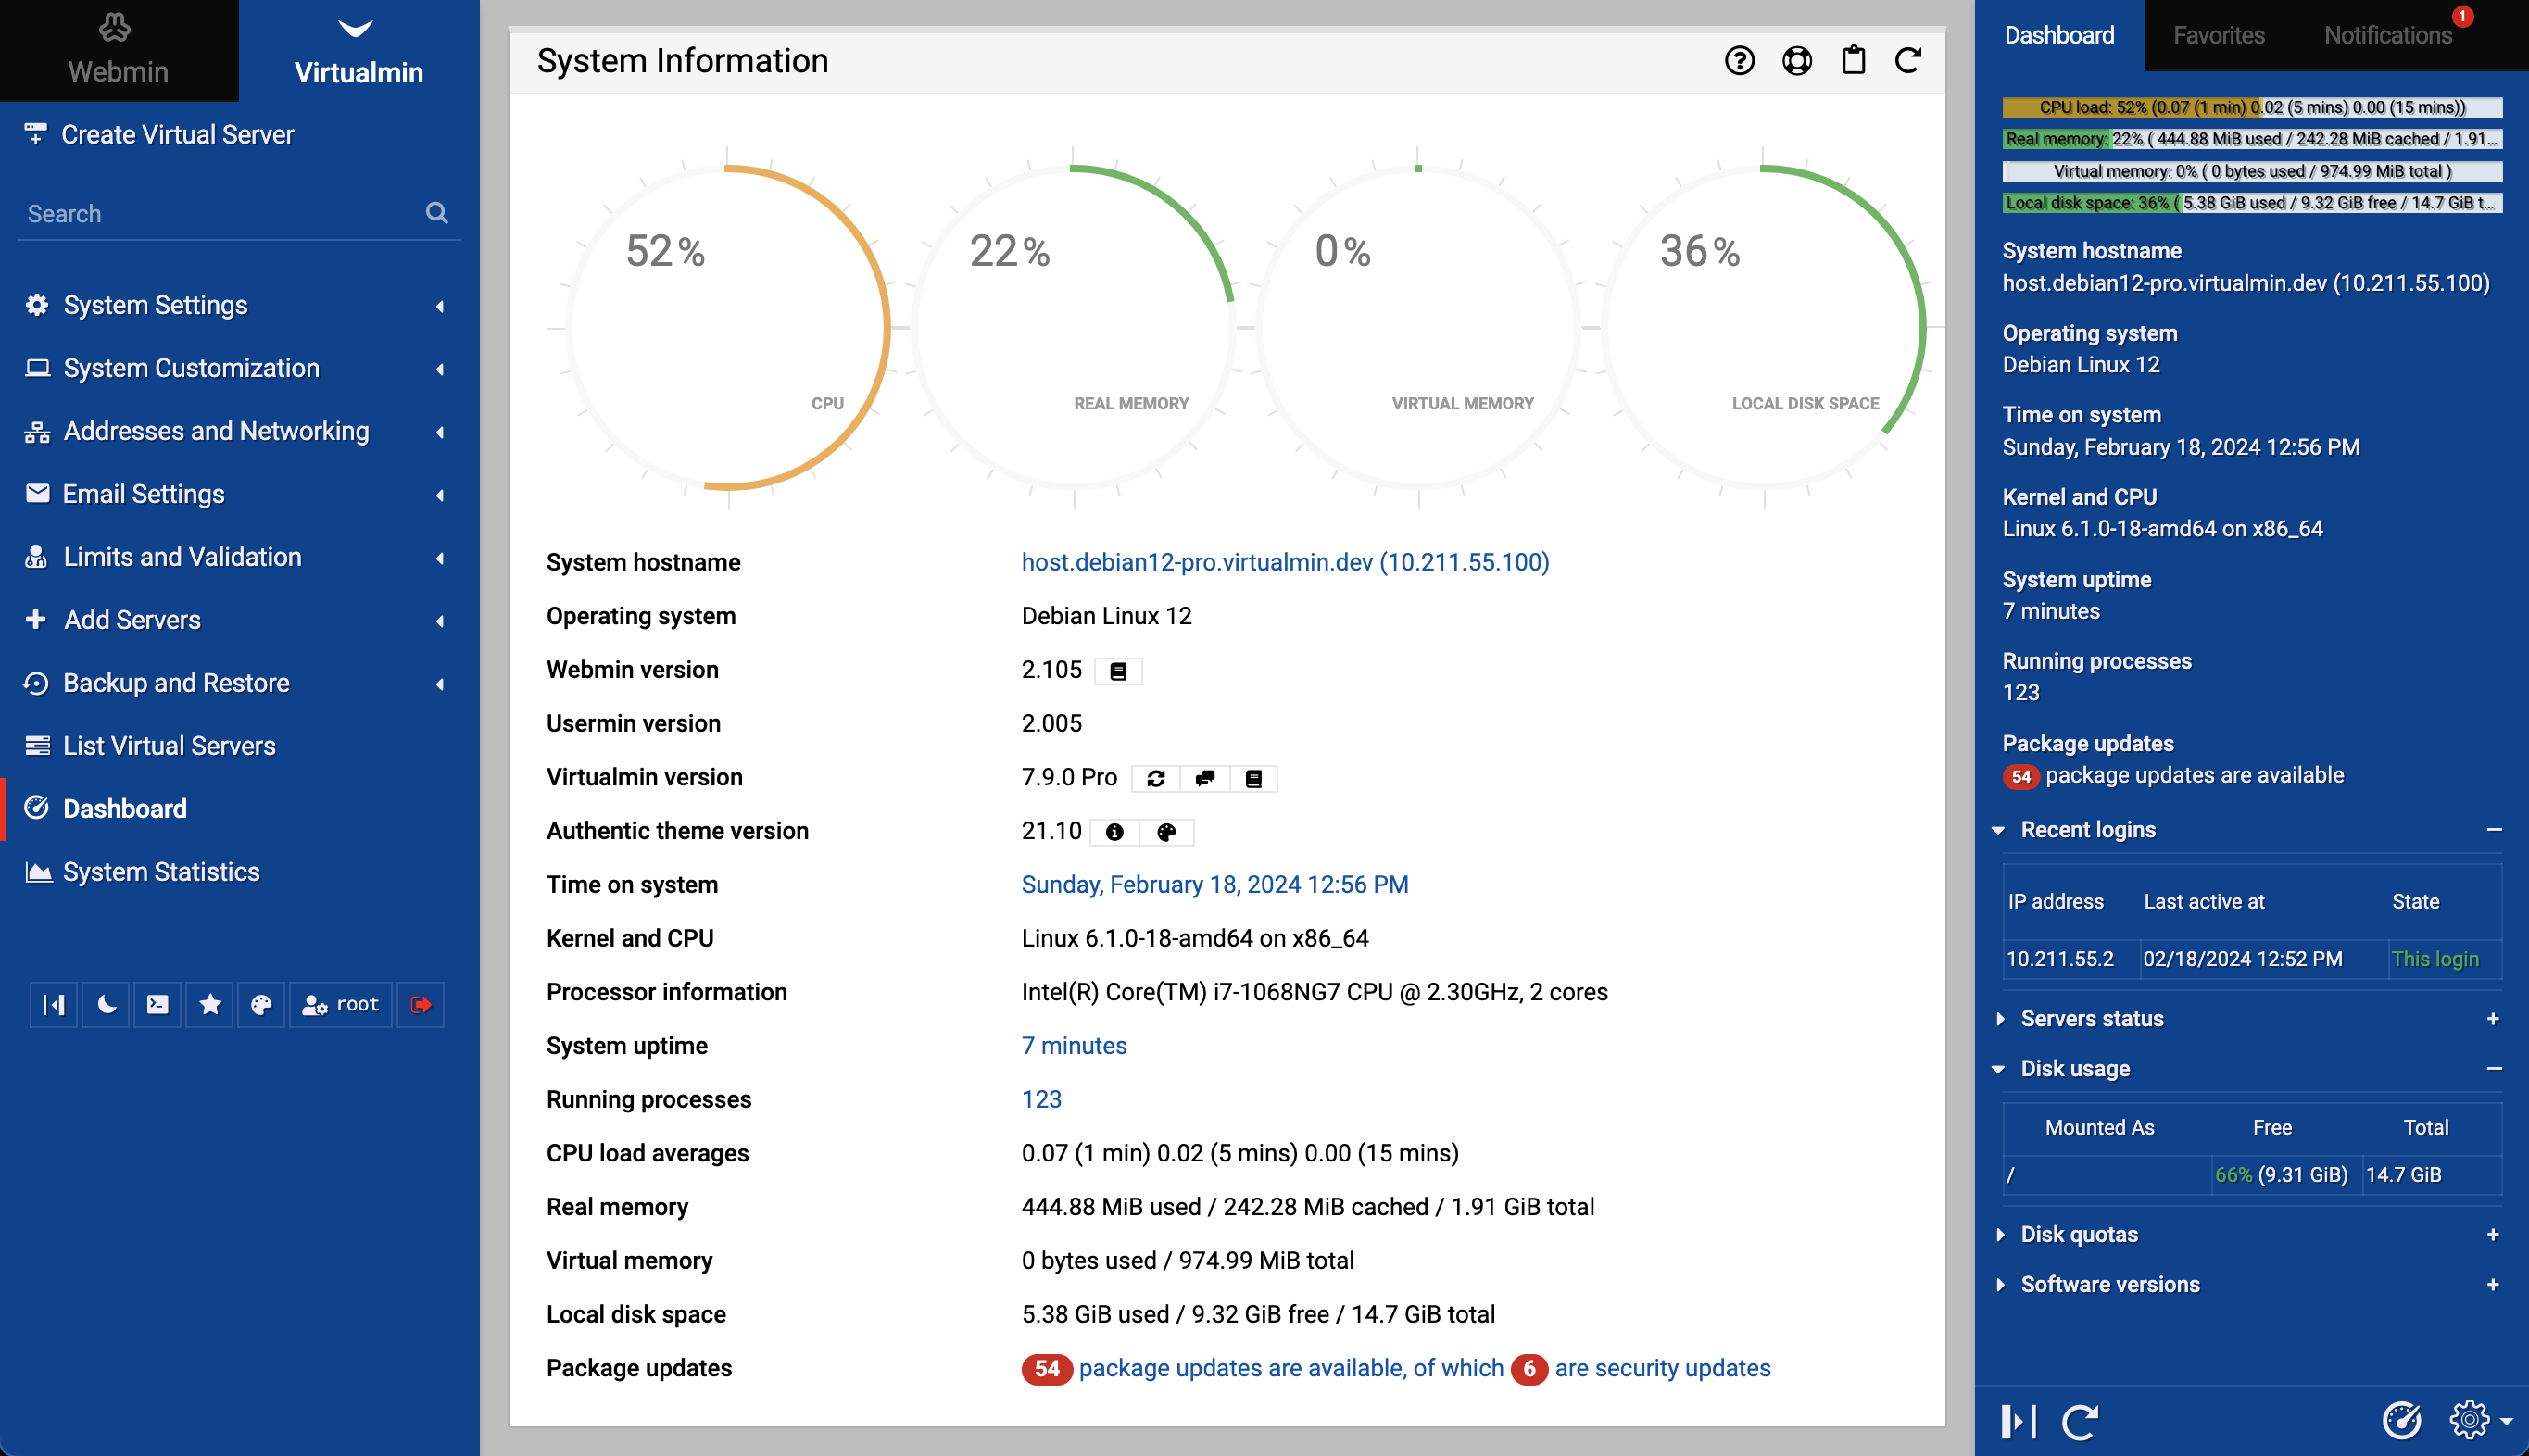 Webmin
Virtualmin
Create Virtual Server
Search
System Settings
System Customization
Addresses and Networking
Email Settings
Limits and Validation
Add Servers
Backup and Restore
List Virtual Servers
Dashboard
System Statistics
root
System Information
52%
CPU
22%
REAL MEMORY
0%
VIRTUAL MEMORY
36%
LOCAL DISK SPACE
System hostname host.debian12-pro.virtualmin.dev (10.211.55.100)
Operating system Debian Linux 12
Webmin version 2.105
Usermin version 2.005
Virtualmin version 7.9.0 Pro
Authentic theme version 21.10
Time on system Sunday, February 18, 2024 12:56 PM
Kernel and CPU Linux 6.1.0-18-amd64 on x86_64
Processor information Intel(R) Core(TM) i7-1068NG7 CPU @ 2.30GHz, 2 cores
System uptime 7 minutes
Running processes 123
CPU load averages 0.07 (1 min) 0.02 (5 mins) 0.00 (15 mins)
Real memory 444.88 MiB used / 242.28 MiB cached / 1.91 GiB total
Virtual memory 0 bytes used / 974.99 MiB total
Local disk space 5.38 GiB used / 9.32 GiB free / 14.7 GiB total
Package updates 54 package updates are available, of which 6 are security updates
Dashboard Favorites Notifications 1
CPU load: 52% (0.07 (1 min) 0.02 (5 mins) 0.00 (15 mins))
Real memory: 22% ( 444.88 MiB used / 242.28 MiB cached / 1.91...
Virtual memory: 0% ( 0 bytes used / 974.99 MiB total )
Local disk space: 36% ( 5.38 GiB used / 9.32 GiB free / 14.7 GiB t...
System hostname
host.debian12-pro.virtualmin.dev (10.211.55.100)
Operating system
Debian Linux 12
Time on system
Sunday, February 18, 2024 12:56 PM
Kernel and CPU
Linux 6.1.0-18-amd64 on x86_64
System uptime
7 minutes
Running processes
123
Package updates
54 package updates are available
Recent logins
IP address Last active at State
10.211.55.2 02/18/2024 12:52 PM This login
Servers status
Disk usage
Mounted As Free Total
/ 66% (9.31 GiB) 14.7 GiB
Disk quotas
Software versions